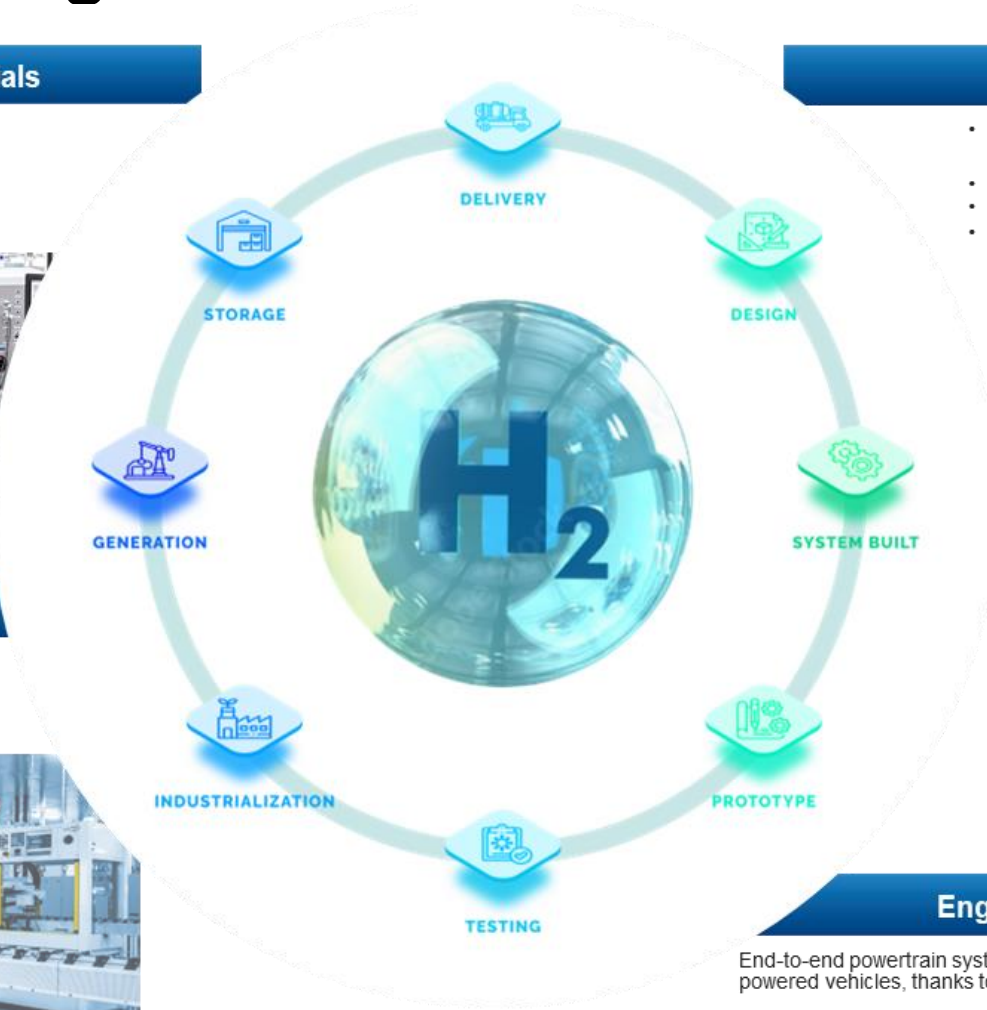 als
DELIVERY
STORAGE
DESIGN
H2
GENERATION
SYSTEM BUILT
INDUSTRIALIZATION
PROTOTYPE
TESTING
Eng
End-to-end powertrain syst
powered vehicles, thanks to